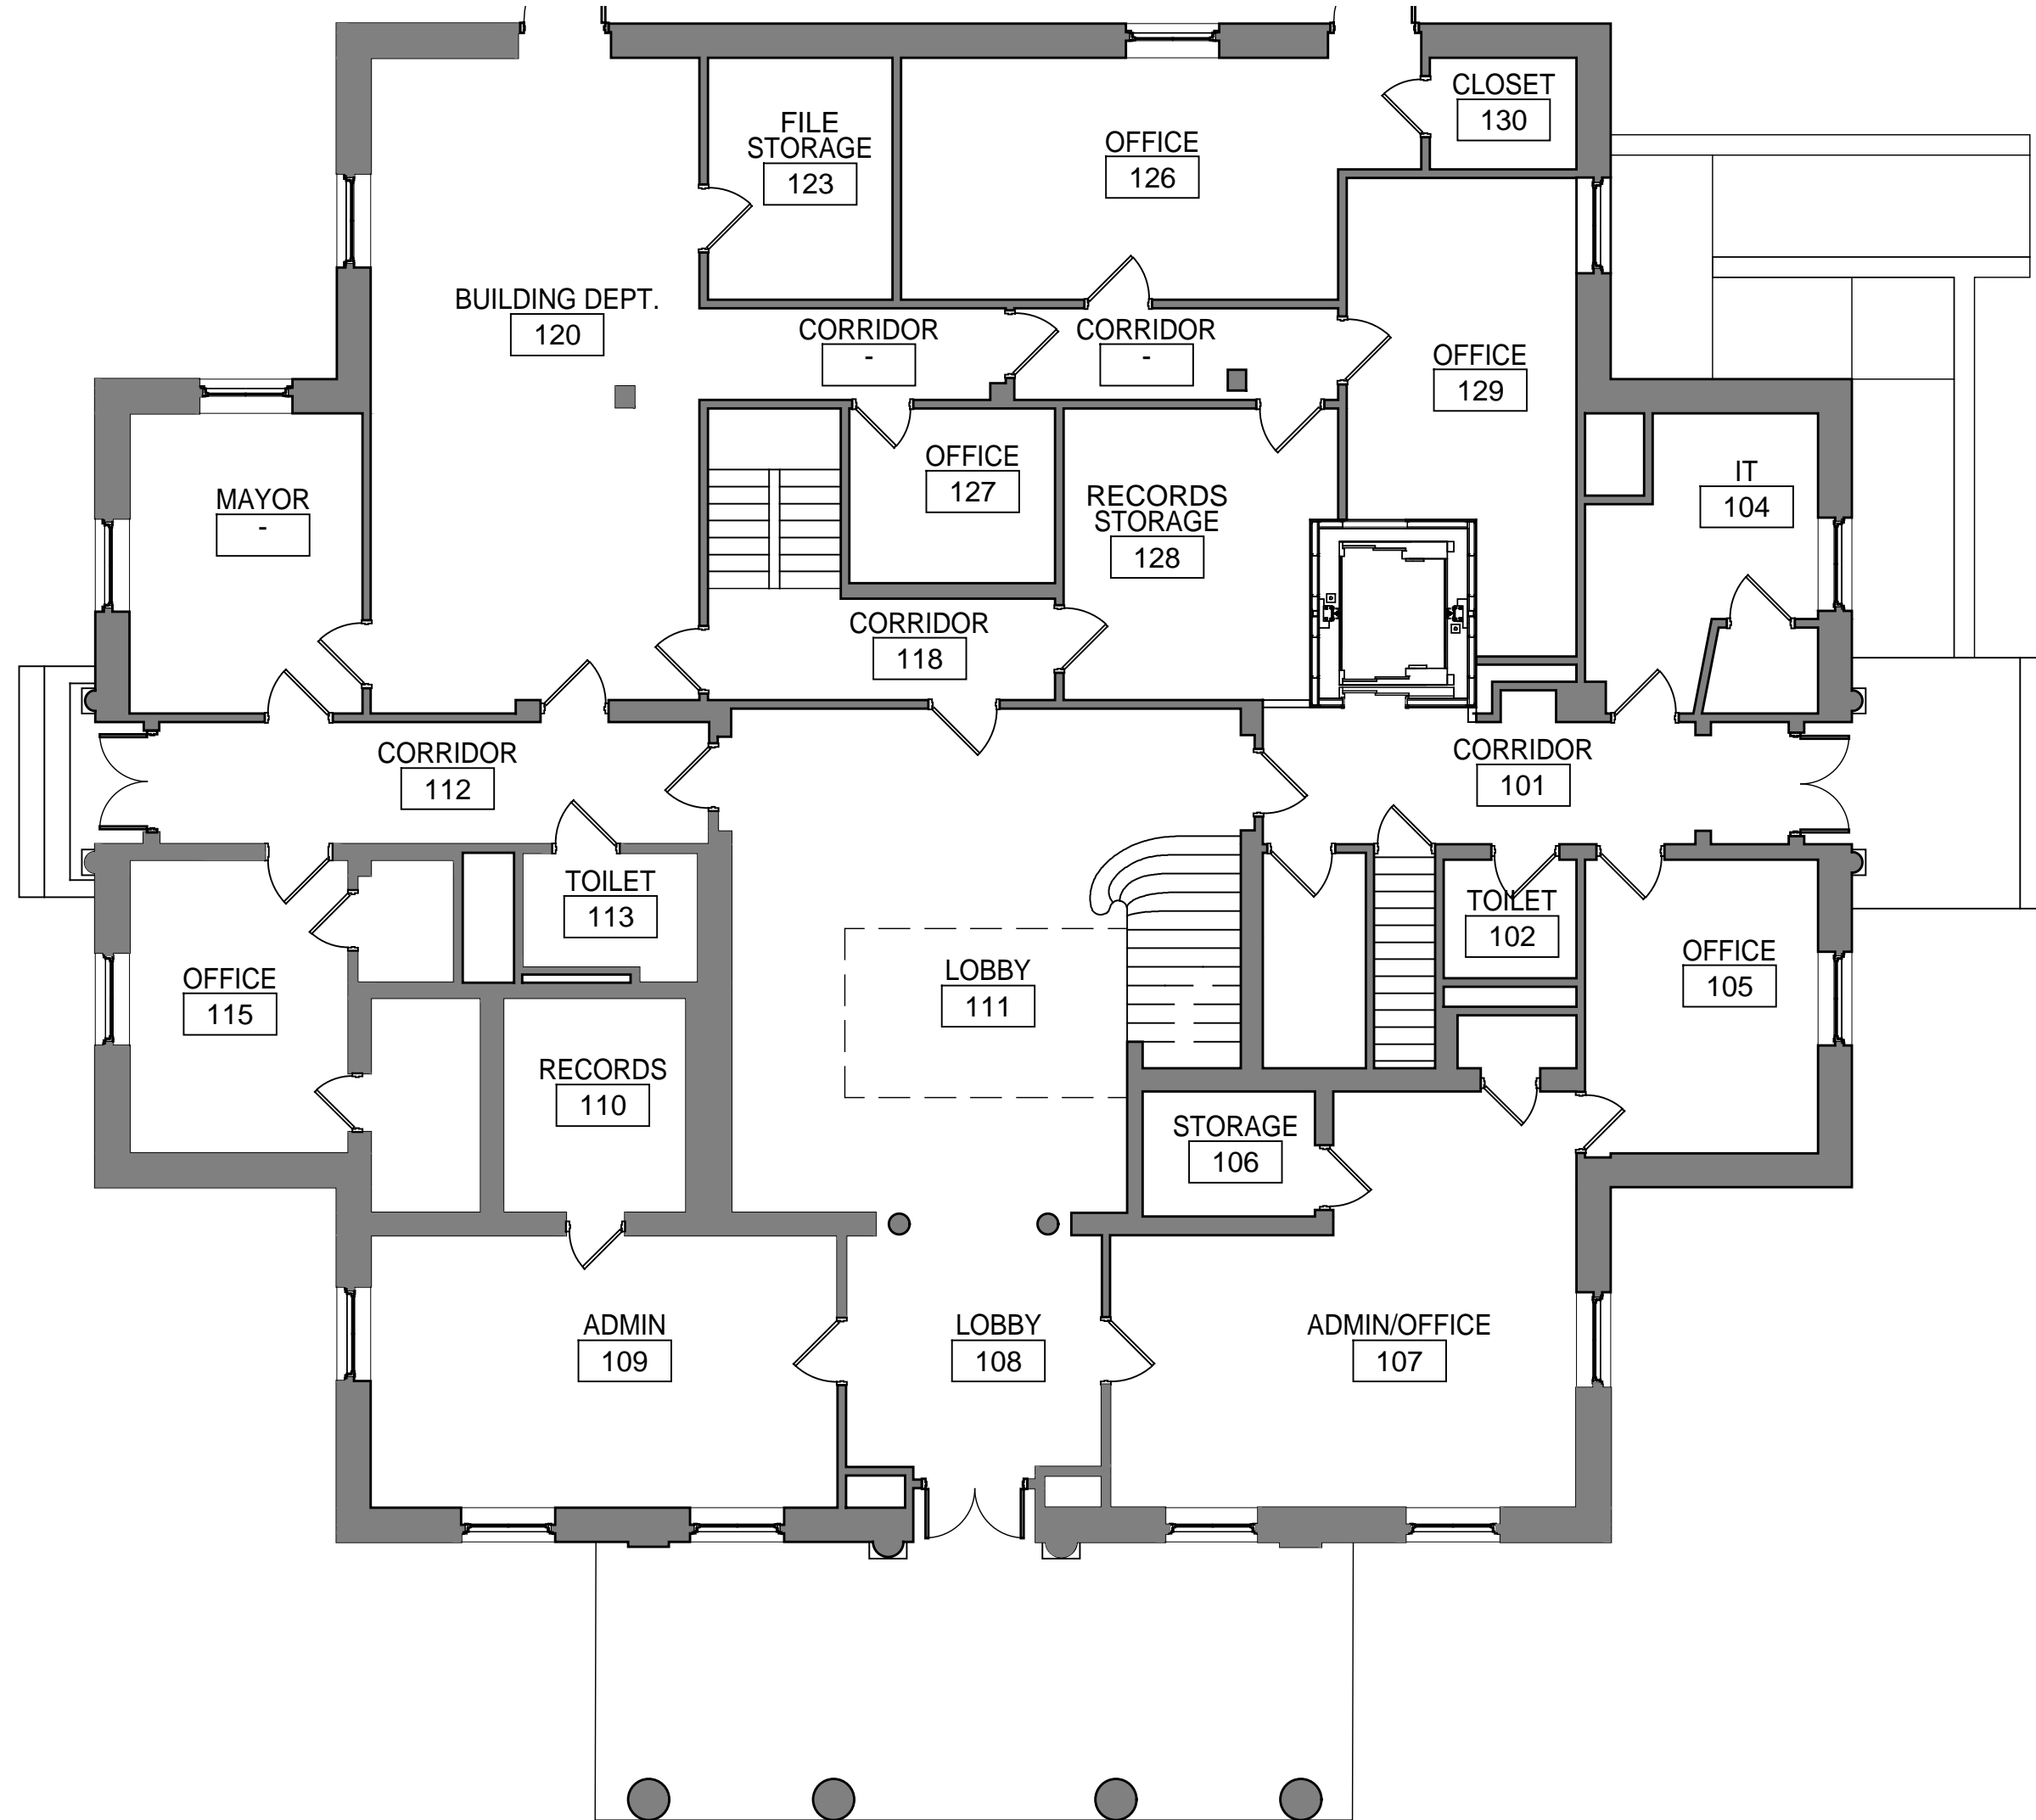 CLOSET
130
FILE
STORAGE
123
OFFICE
126
BUILDING DEPT.
120
CORRIDOR
-
CORRIDOR
-
OFFICE
129
MAYOR
-
OFFICE
127
RECORDS
STORAGE
128
IT
104
CORRIDOR
118
CORRIDOR
112
CORRIDOR
101
TOILET
113
TOILET
102
OFFICE
115
LOBBY
111
OFFICE
105
RECORDS
110
STORAGE
106
ADMIN
109
LOBBY
108
ADMIN/OFFICE
107